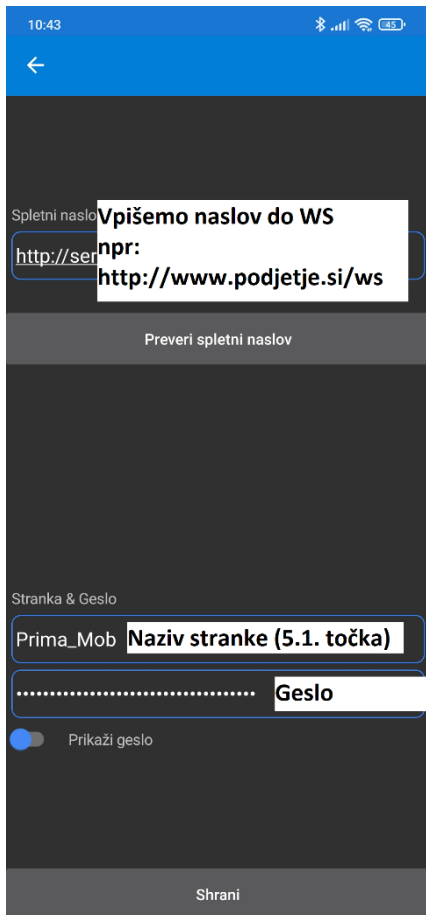 10:43
45
Spletni naslo
Vpišemo naslov do WS
npr:
http://www.podjetje.si/ws
http://ser
Preveri spletni naslov
Stranka & Geslo
Prima_Mob
Naziv stranke (5.1. točka)
Geslo
Prikaži geslo
Shrani